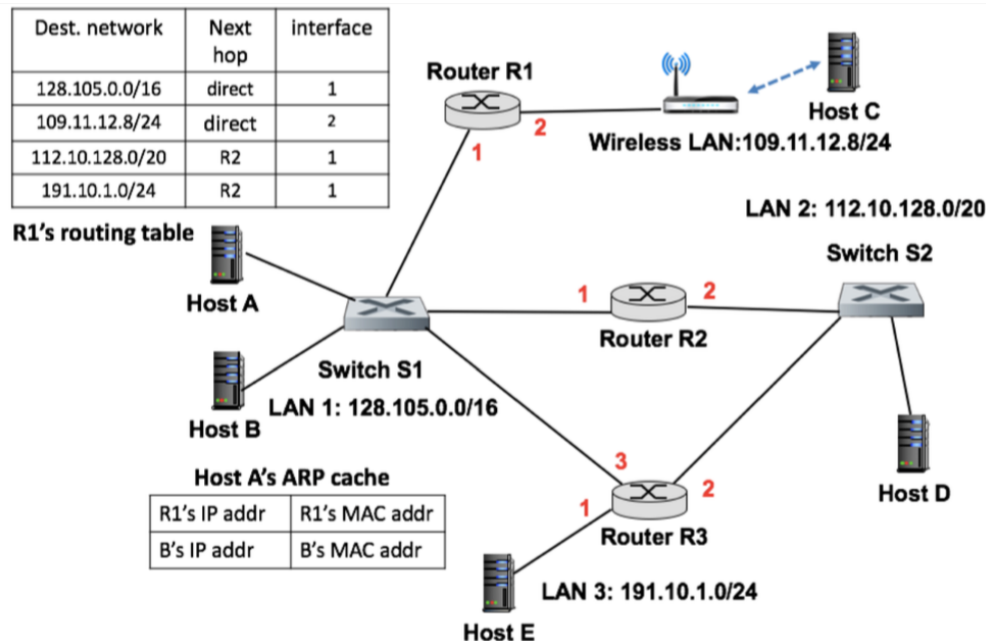 Dest. network Next hop interface
128.105.0.0/16 direct 1
109.11.12.8/24 direct 2
112.10.128.0/20 R2 1
191.10.1.0/24 R2 1
R1's routing table
Router R1
1
2
Host C
Wireless LAN:109.11.12.8/24
LAN 2: 112.10.128.0/20
Switch S2
Host A
1
2
Router R2
Switch S1
LAN 1: 128.105.0.0/16
Host B
Host A's ARP cache
R1's IP addr R1's MAC addr
B's IP addr B's MAC addr
3
2
1
Router R3
Host D
LAN 3: 191.10.1.0/24
Host E